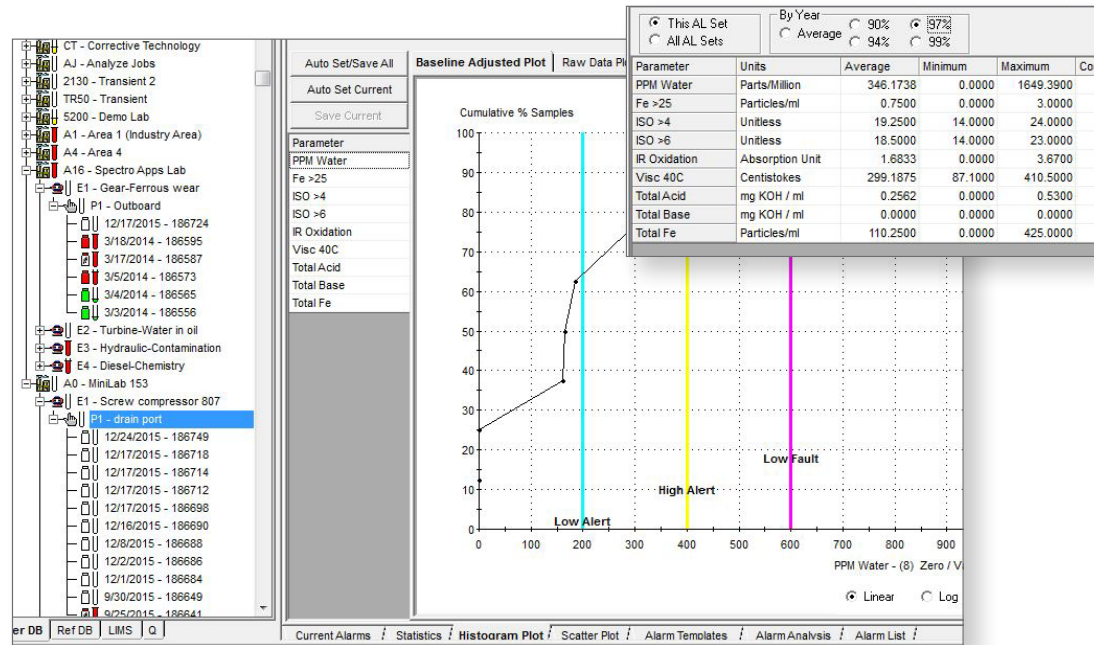 CT - Corrective Technology
AJ - Analyze Jobs
2130 - Transient 2
TR50 - Transient
5200 - Demo Lab
A1 - Area 1 (Industry Area)
A4 - Area 4
A16 - Spectro Apps Lab
E1 - Gear-Ferrous wear
P1 - Outboard
12/17/2015 - 186724
3/18/2014 - 186595
3/17/2014 - 186587
3/5/2014 - 186573
3/4/2014 - 186565
3/3/2014 - 186556
E2 - Turbine-Water in oil
E3 - Hydraulic-Contamination
E4 - Diesel-Chemistry
A0 - MiniLab 153
E1 - Screw compressor 807
P1 - drain port
12/24/2015 - 186749
12/17/2015 - 186718
12/17/2015 - 186714
12/17/2015 - 186712
12/17/2015 - 186698
12/16/2015 - 186690
12/8/2015 - 186688
12/2/2015 - 186686
12/1/2015 - 186684
9/30/2015 - 186649
9/25/2015 - 186641
er DB Ref DB LIMS Q
Auto Set/Save All
Auto Set Current
Save Current
Parameter
PPM Water
Fe >25
ISO >4
ISO >6
IR Oxidation
Visc 40C
Total Acid
Total Base
Total Fe
Baseline Adjusted Plot Raw Data Pl
Cumulative % Samples
100
90
80
70
60
50
40
30
20
10
0
0 100 200 300 400 500 600 700 800 900
Low Alert
High Alert
Low Fault
PPM Water - (8) Zero / V
Linear Log
Current Alarms Statistics Histogram Plot Scatter Plot Alarm Templates Alarm Analysis Alarm List
This AL Set
All AL Sets
By Year
Average 90% 97%
94% 99%
Parameter Units Average Minimum Maximum Co
PPM Water Parts/Million 346.1738 0.0000 1649.3900
Fe >25 Particles/ml 0.7500 0.0000 3.0000
ISO >4 Unitless 19.2500 14.0000 24.0000
ISO >6 Unitless 18.5000 14.0000 23.0000
IR Oxidation Absorption Unit 1.6833 0.0000 3.6700
Visc 40C Centistokes 299.1875 87.1000 410.5000
Total Acid mg KOH / ml 0.2562 0.0000 0.5300
Total Base mg KOH / ml 0.0000 0.0000 0.0000
Total Fe Particles/ml 110.2500 0.0000 425.0000